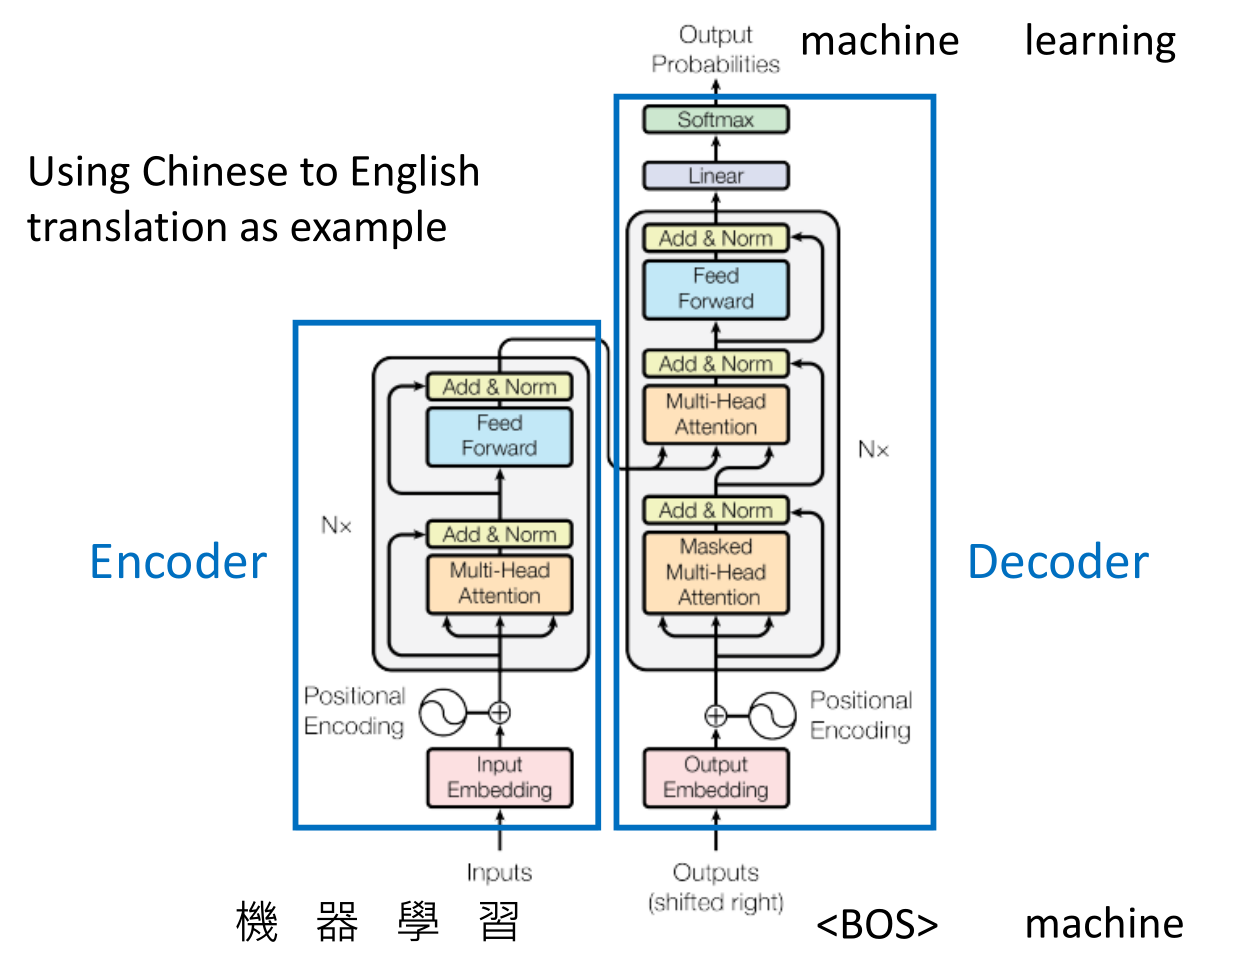 Output
Probabilities
machine learning
Softmax
Linear
Using Chinese to English
translation as example
Add & Norm
Feed
Forward
Add & Norm
Multi-Head
Attention
Nx
Add & Norm
Masked
Multi-Head
Attention
Decoder
Add & Norm
Feed
Forward
Nx
Add & Norm
Multi-Head
Attention
Encoder
Positional
Encoding
Input
Embedding
Inputs
機 器 學 習
Positional
Encoding
Output
Embedding
Outputs
(shifted right)
<BOS> machine